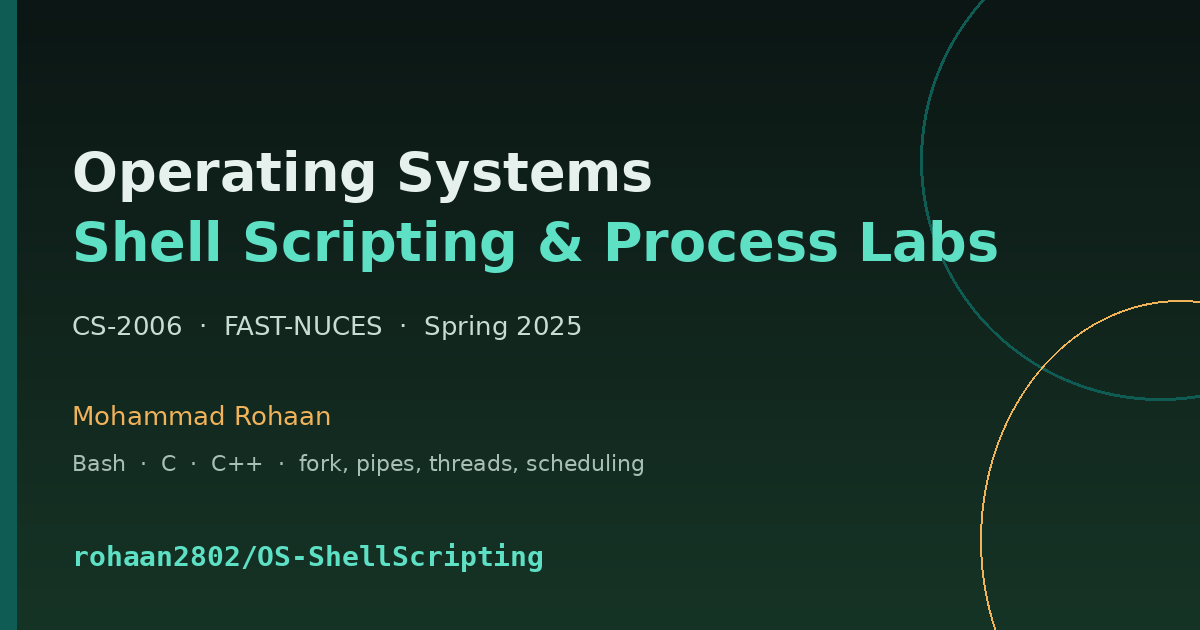 Operating Systems
Shell Scripting & Process Labs
CS-2006 · FAST-NUCES · Spring 2025
Mohammad Rohaan
Bash · C · C++ · fork, pipes, threads, scheduling
rohaan2802/OS-ShellScripting